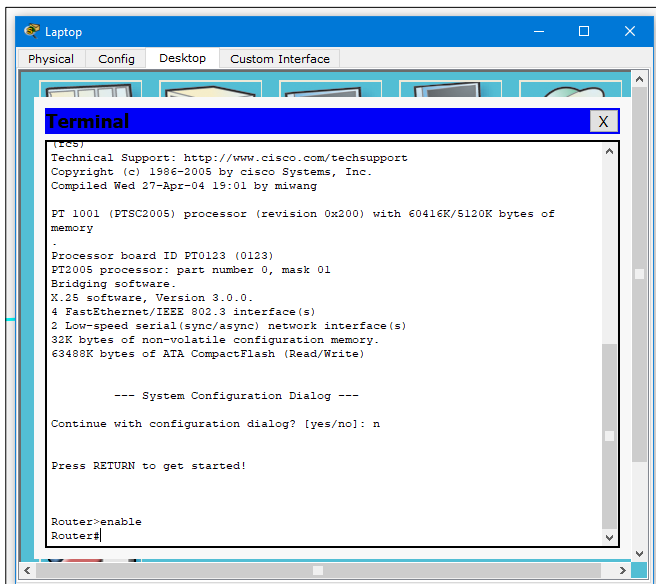 Laptop
Physical Config Desktop Custom Interface
Terminal X
(fc5)
Technical Support: http://www.cisco.com/techsupport
Copyright (c) 1986-2005 by cisco Systems, Inc.
Compiled Wed 27-Apr-04 19:01 by miwang
PT 1001 (PTSC2005) processor (revision 0x200) with 60416K/5120K bytes of
memory
.
Processor board ID PT0123 (0123)
PT2005 processor: part number 0, mask 01
Bridging software.
X.25 software, Version 3.0.0.
4 FastEthernet/IEEE 802.3 interface(s)
2 Low-speed serial(sync/async) network interface(s)
32K bytes of non-volatile configuration memory.
63488K bytes of ATA CompactFlash (Read/Write)
--- System Configuration Dialog ---
Continue with configuration dialog? [yes/no]: n
Press RETURN to get started!
Router>enable
Router#